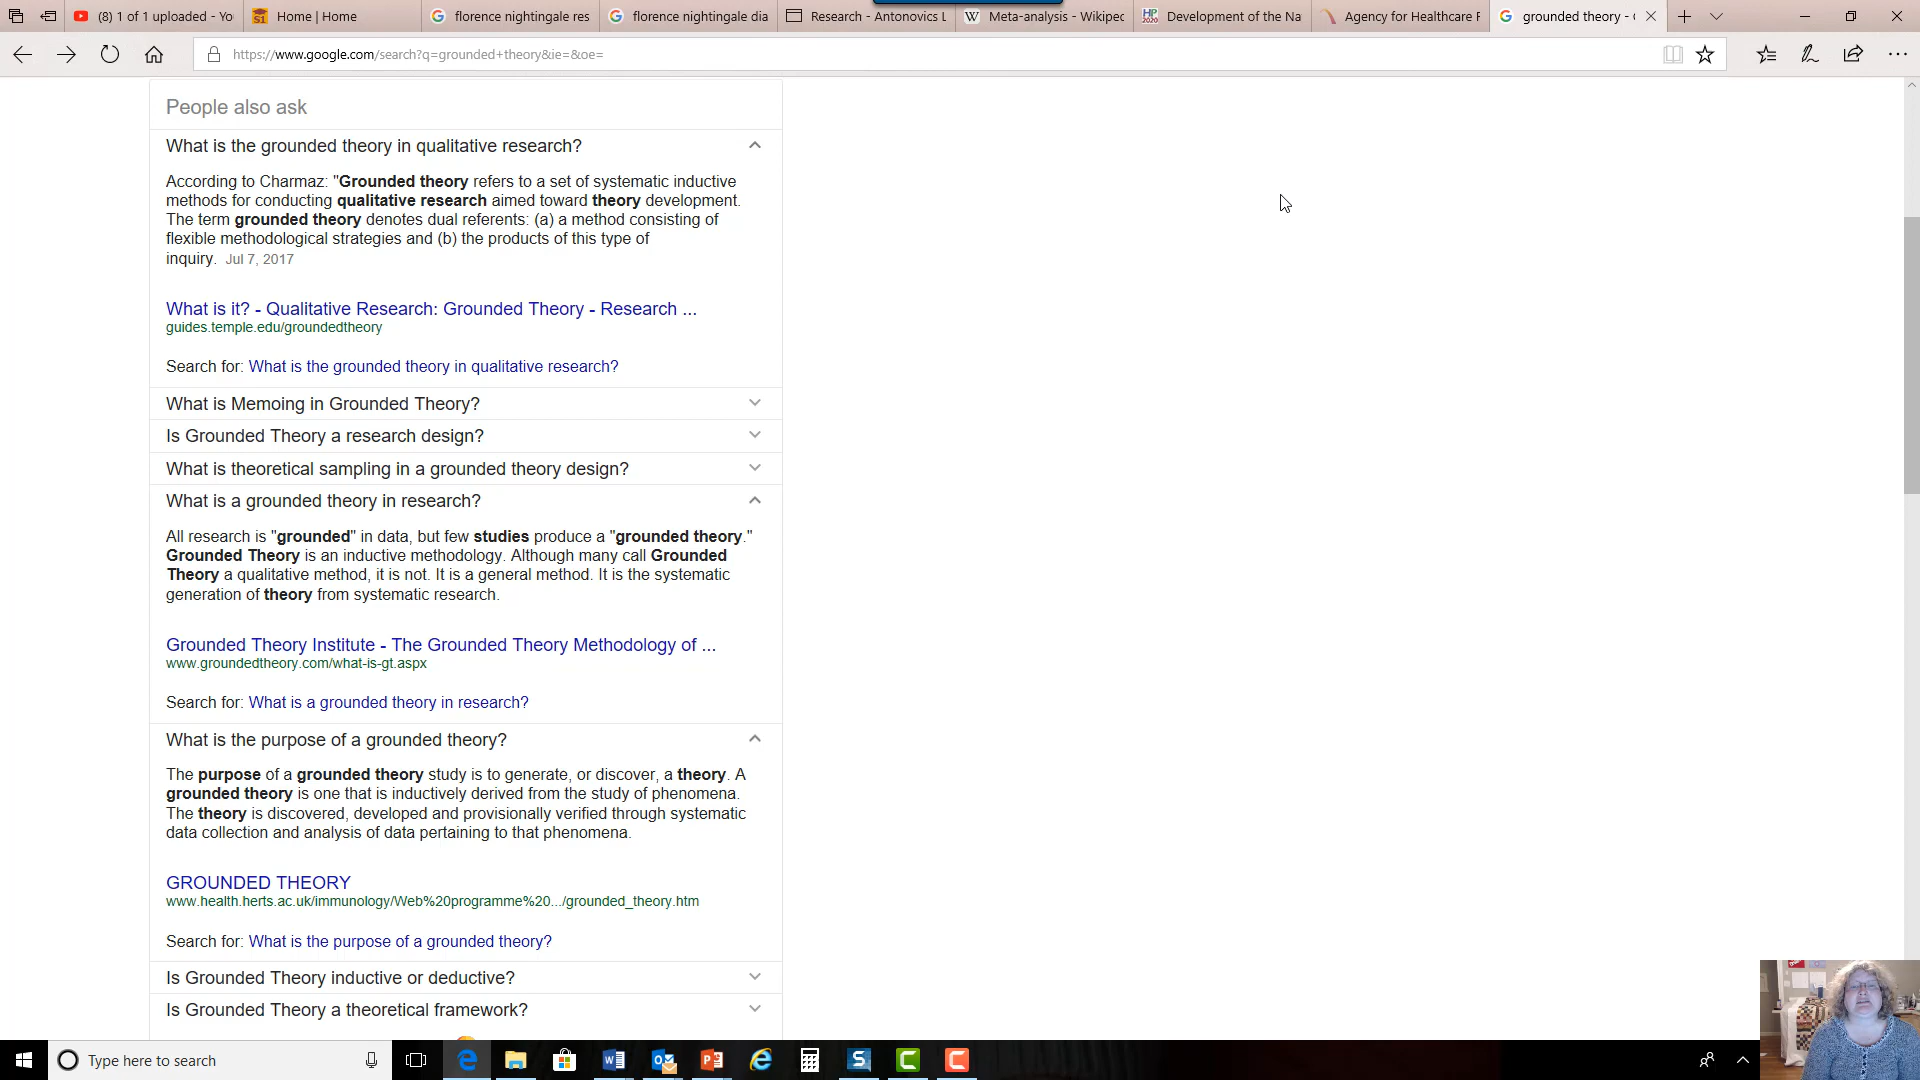 (8) 1 of 1 uploaded - Yo
Home | Home
florence nightingale res
florence nightingale dia
Research - Antonovics L
Meta-analysis - Wikipec
Development of the Na
Agency for Healthcare R
grounded theory - G
https://www.google.com/search?q=grounded+theory&ie=&oe=
People also ask
What is the grounded theory in qualitative research?
According to Charmaz: "Grounded theory refers to a set of systematic inductive
methods for conducting qualitative research aimed toward theory development.
The term grounded theory denotes dual referents: (a) a method consisting of
flexible methodological strategies and (b) the products of this type of
inquiry. Jul 7, 2017
What is it? - Qualitative Research: Grounded Theory - Research ...
guides.temple.edu/groundedtheory
Search for: What is the grounded theory in qualitative research?
What is Memoing in Grounded Theory?
Is Grounded Theory a research design?
What is theoretical sampling in a grounded theory design?
What is a grounded theory in research?
All research is "grounded" in data, but few studies produce a "grounded theory."
Grounded Theory is an inductive methodology. Although many call Grounded
Theory a qualitative method, it is not. It is a general method. It is the systematic
generation of theory from systematic research.
Grounded Theory Institute - The Grounded Theory Methodology of ...
www.groundedtheory.com/what-is-gt.aspx
Search for: What is a grounded theory in research?
What is the purpose of a grounded theory?
The purpose of a grounded theory study is to generate, or discover, a theory. A
grounded theory is one that is inductively derived from the study of phenomena.
The theory is discovered, developed and provisionally verified through systematic
data collection and analysis of data pertaining to that phenomena.
GROUNDED THEORY
www.health.herts.ac.uk/immunology/Web%20programme%20.../grounded_theory.htm
Search for: What is the purpose of a grounded theory?
Is Grounded Theory inductive or deductive?
Is Grounded Theory a theoretical framework?
Type here to search